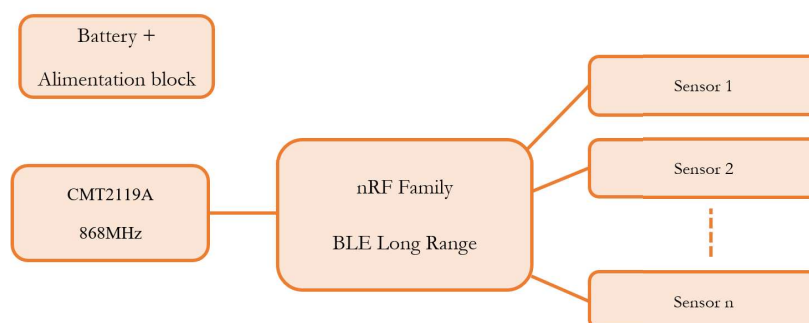 Battery +
Alimentation block
CMT2119A
868MHz
nRF Family
BLE Long Range
Sensor 1
Sensor 2
Sensor n